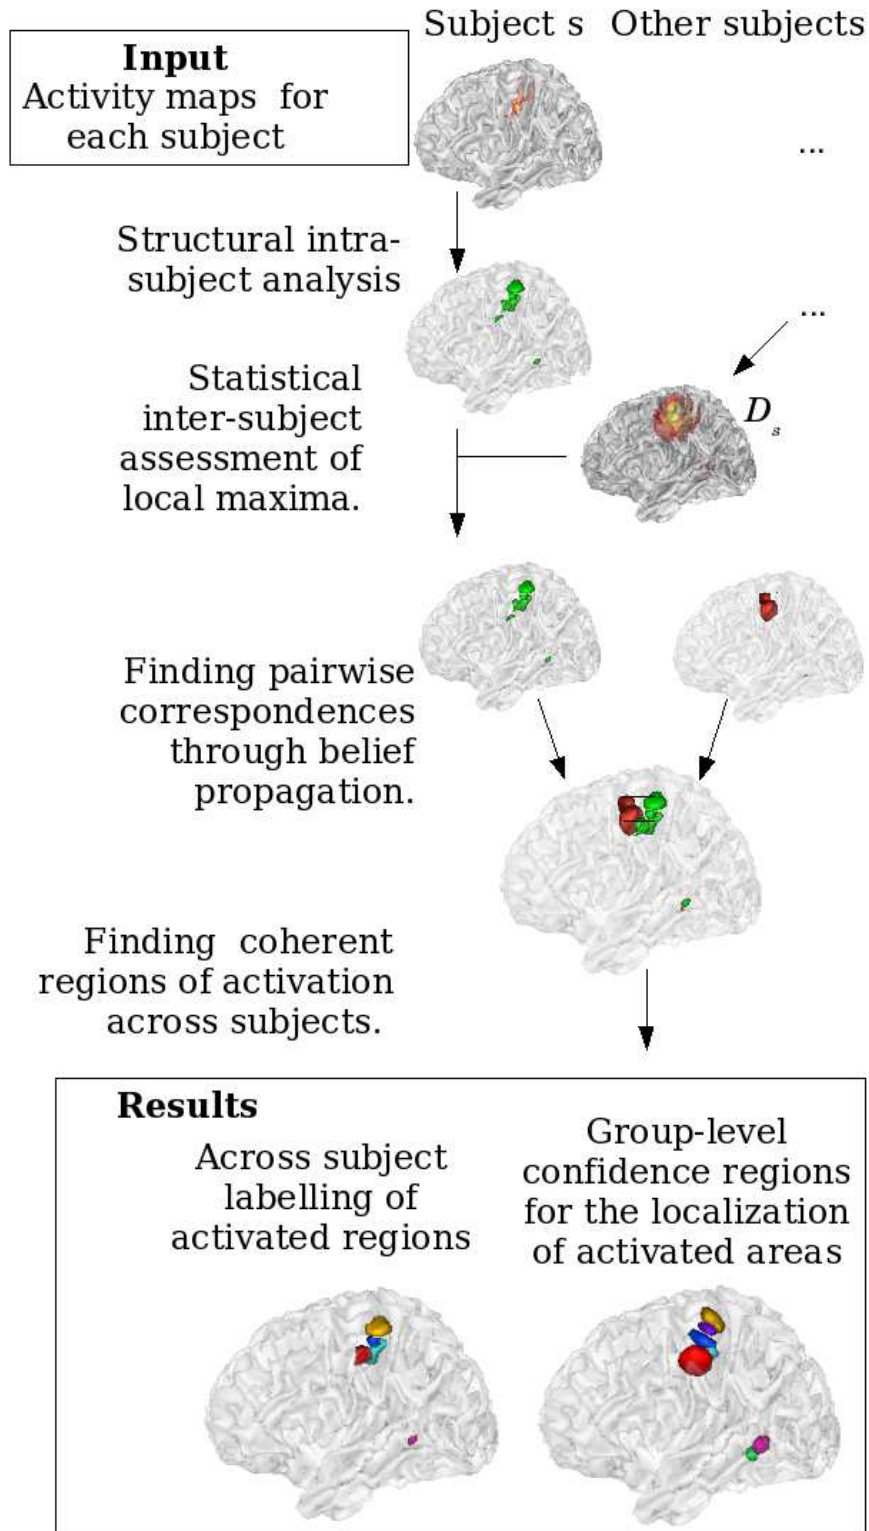 Subject s Other subjects
Input
Activity maps for
each subject
...
Structural intra-
subject analysis
...
Statistical
inter-subject
assessment of
local maxima.
D_s
Finding pairwise
correspondences
through belief
propagation.
Finding coherent
regions of activation
across subjects.
Results
Across subject
labelling of
activated regions
Group-level
confidence regions
for the localization
of activated areas